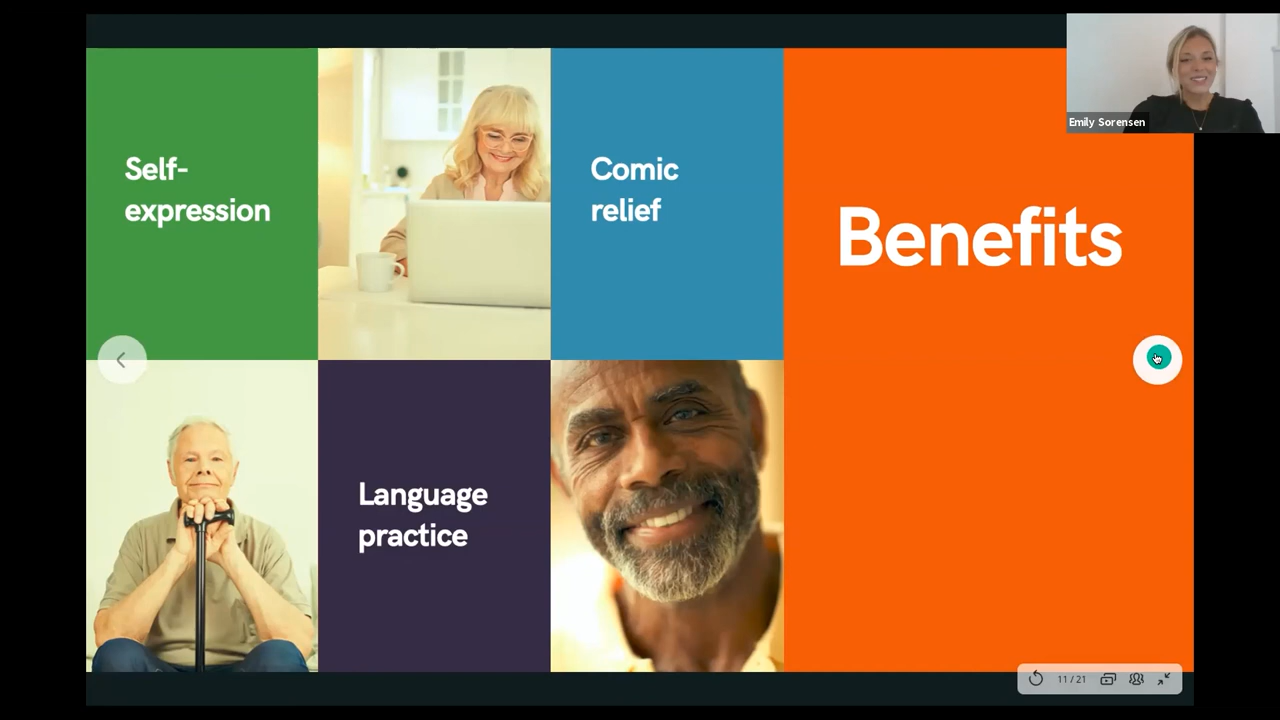 Self-
expression
Comic
relief
Benefits
Emily Sorensen
Language
practice
11 / 21